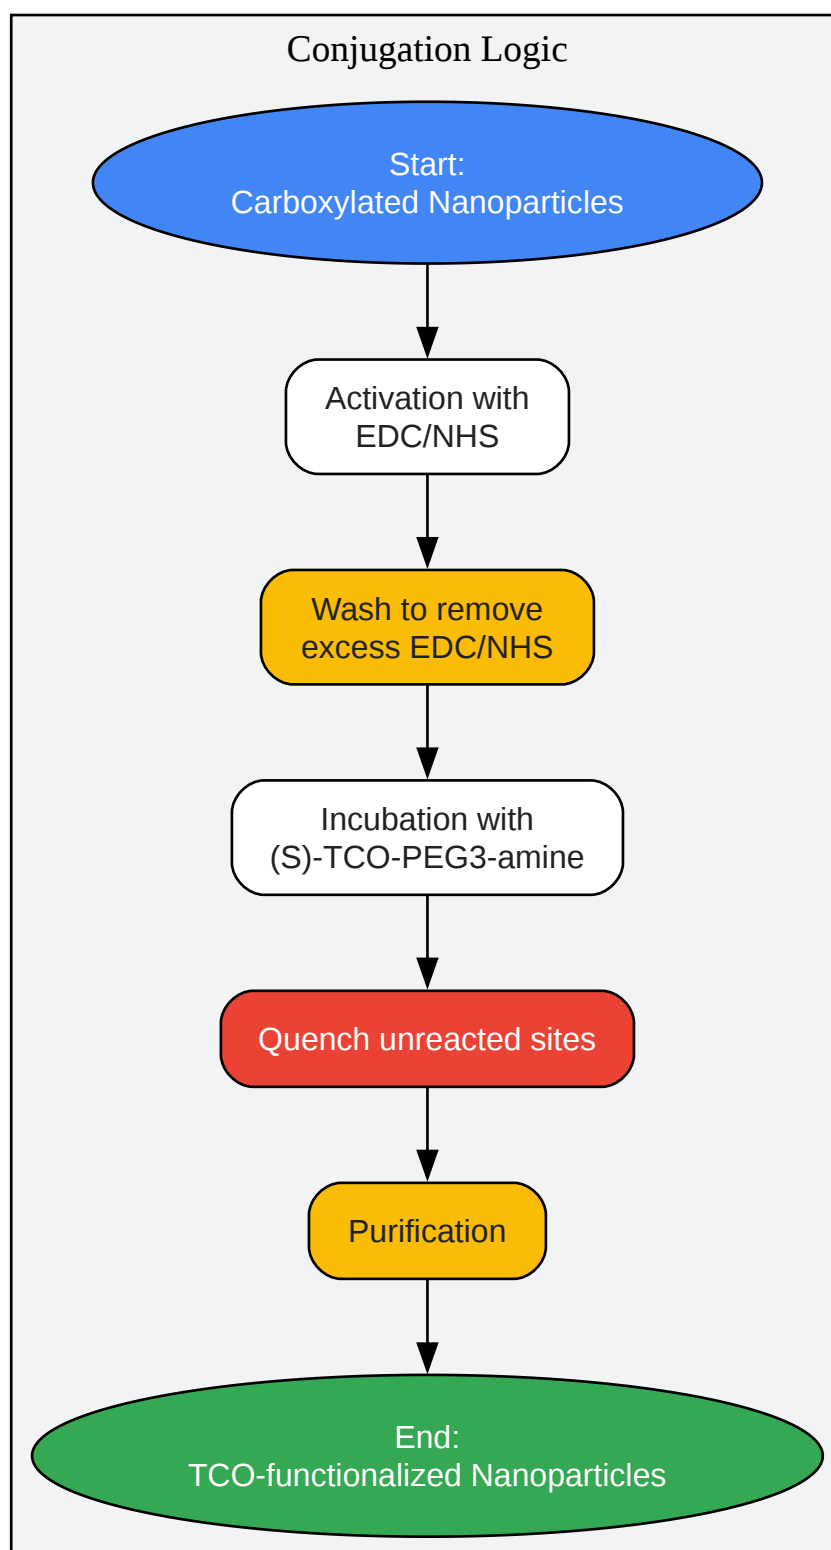 Conjugation Logic
Start:
Carboxylated Nanoparticles
Activation with
EDC/NHS
Wash to remove
excess EDC/NHS
Incubation with
(S)-TCO-PEG3-amine
Quench unreacted sites
Purification
End:
TCO-functionalized Nanoparticles